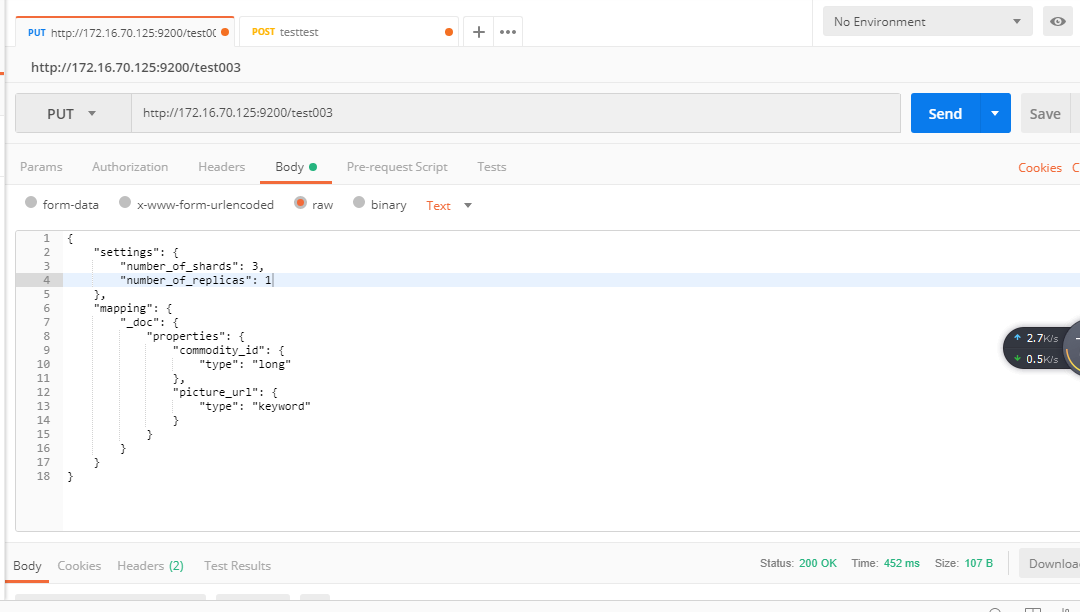 PUT http://172.16.70.125:9200/test00
POST testtest
No Environment
http://172.16.70.125:9200/test003
PUT http://172.16.70.125:9200/test003 Send Save
Params Authorization Headers Body Pre-request Script Tests Cookies C
form-data x-www-form-urlencoded raw binary Text
1 {
2 "settings": {
3 "number_of_shards": 3,
4 "number_of_replicas": 1
5 },
6 "mapping": {
7 "_doc": {
8 "properties": {
9 "commodity_id": {
10 "type": "long"
11 },
12 "picture_url": {
13 "type": "keyword"
14 }
15 }
16 }
17 }
18 }
2.7K/s
0.5K/s
Body Cookies Headers (2) Test Results Status: 200 OK Time: 452 ms Size: 107 B Downloa